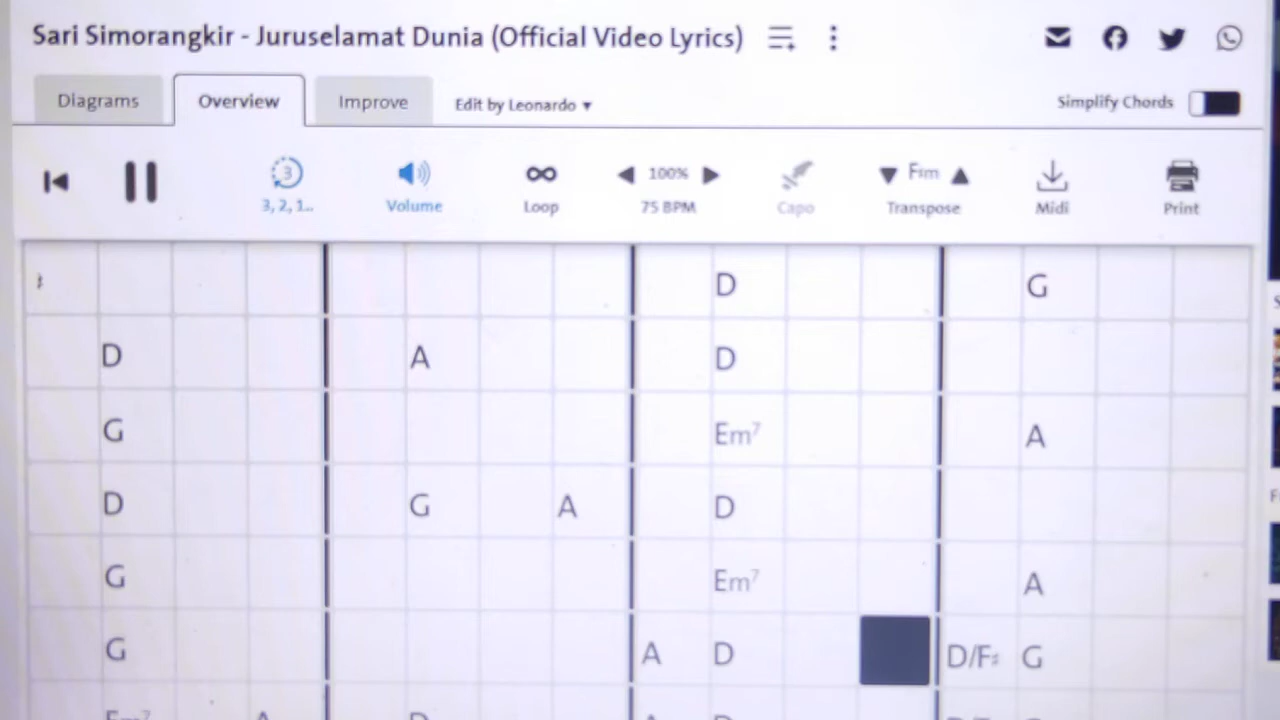 Sari Simorangkir - Juruselamat Dunia (Official Video Lyrics)
Diagrams Overview Improve Edit by Leonardo ▾ Simplify Chords
3 100% F♯m
3, 2, 1... Volume Loop 75 BPM Capo Transpose Midi Print
D G
D A D
G Em7 A
D G A D
G Em7 A
G A D D/F♯ G